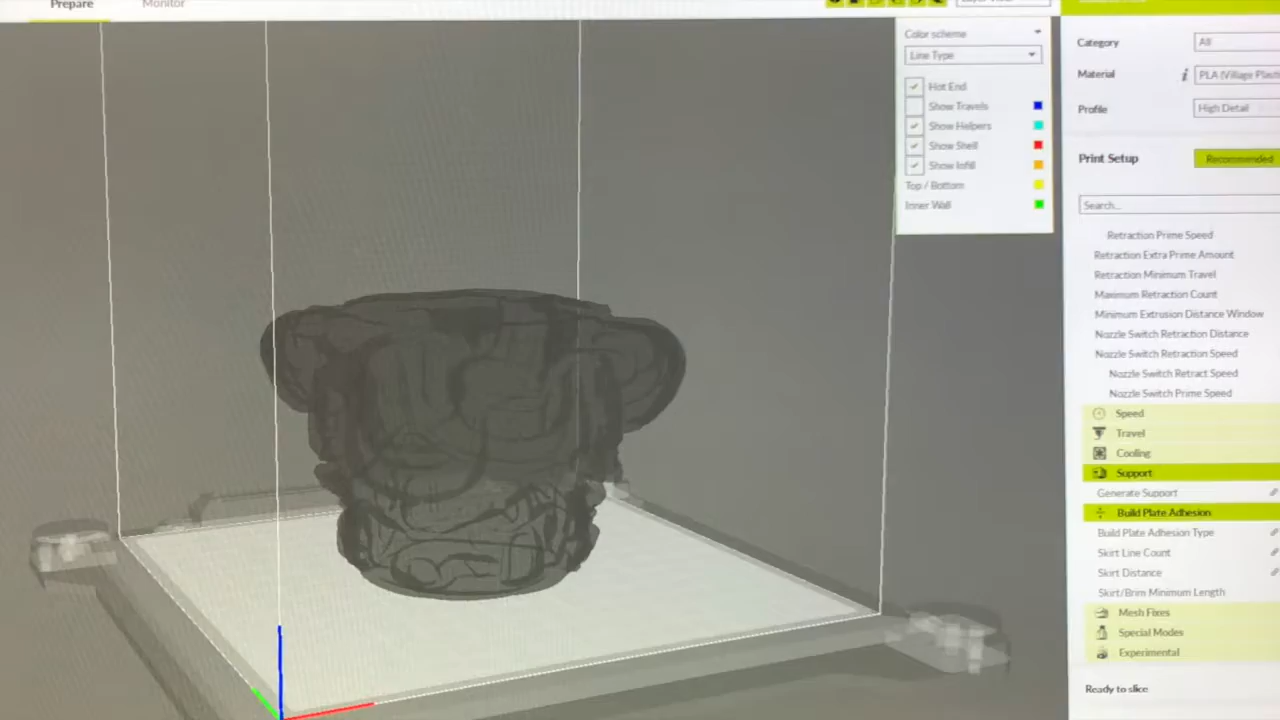 Prepare
Monitor
Color scheme
Line Type
Hot End
Show Travels
Show Helpers
Show Shell
Show Infill
Top / Bottom
Inner Wall
Category
All
Material
PLA (Village Plasti
Profile
High Detail
Print Setup
Recommended
Search...
Retraction Prime Speed
Retraction Extra Prime Amount
Retraction Minimum Travel
Maximum Retraction Count
Minimum Extrusion Distance Window
Nozzle Switch Retraction Distance
Nozzle Switch Retraction Speed
Nozzle Switch Retract Speed
Nozzle Switch Prime Speed
Speed
Travel
Cooling
Support
Generate Support
Build Plate Adhesion
Build Plate Adhesion Type
Skirt Line Count
Skirt Distance
Skirt/Brim Minimum Length
Mesh Fixes
Special Modes
Experimental
Ready to slice